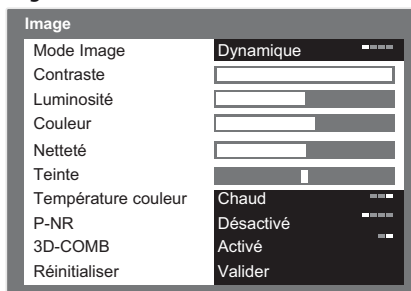 Image
Mode Image Dynamique
Contraste
Luminosité
Couleur
Netteté
Teinte
Température couleur Chaud
P-NR Désactivé
3D-COMB Activé
Réinitialiser Valider